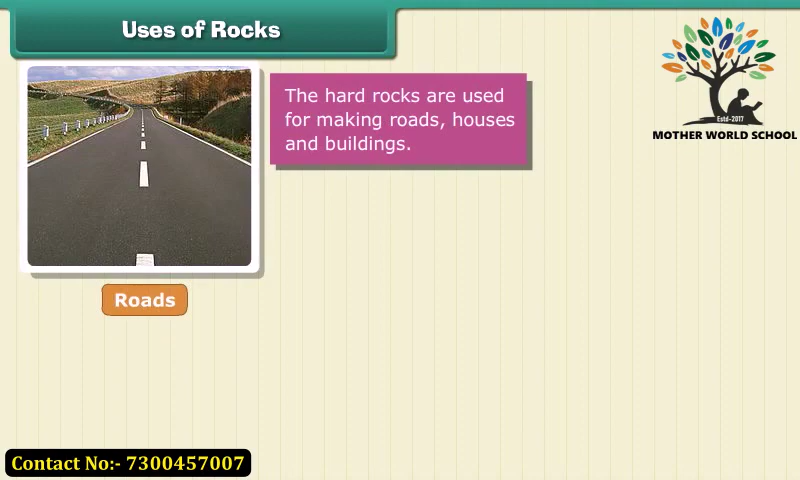 Uses of Rocks
The hard rocks are used
for making roads, houses
and buildings.
Estd-2017
MOTHER WORLD SCHOOL
Roads
Contact No:- 7300457007